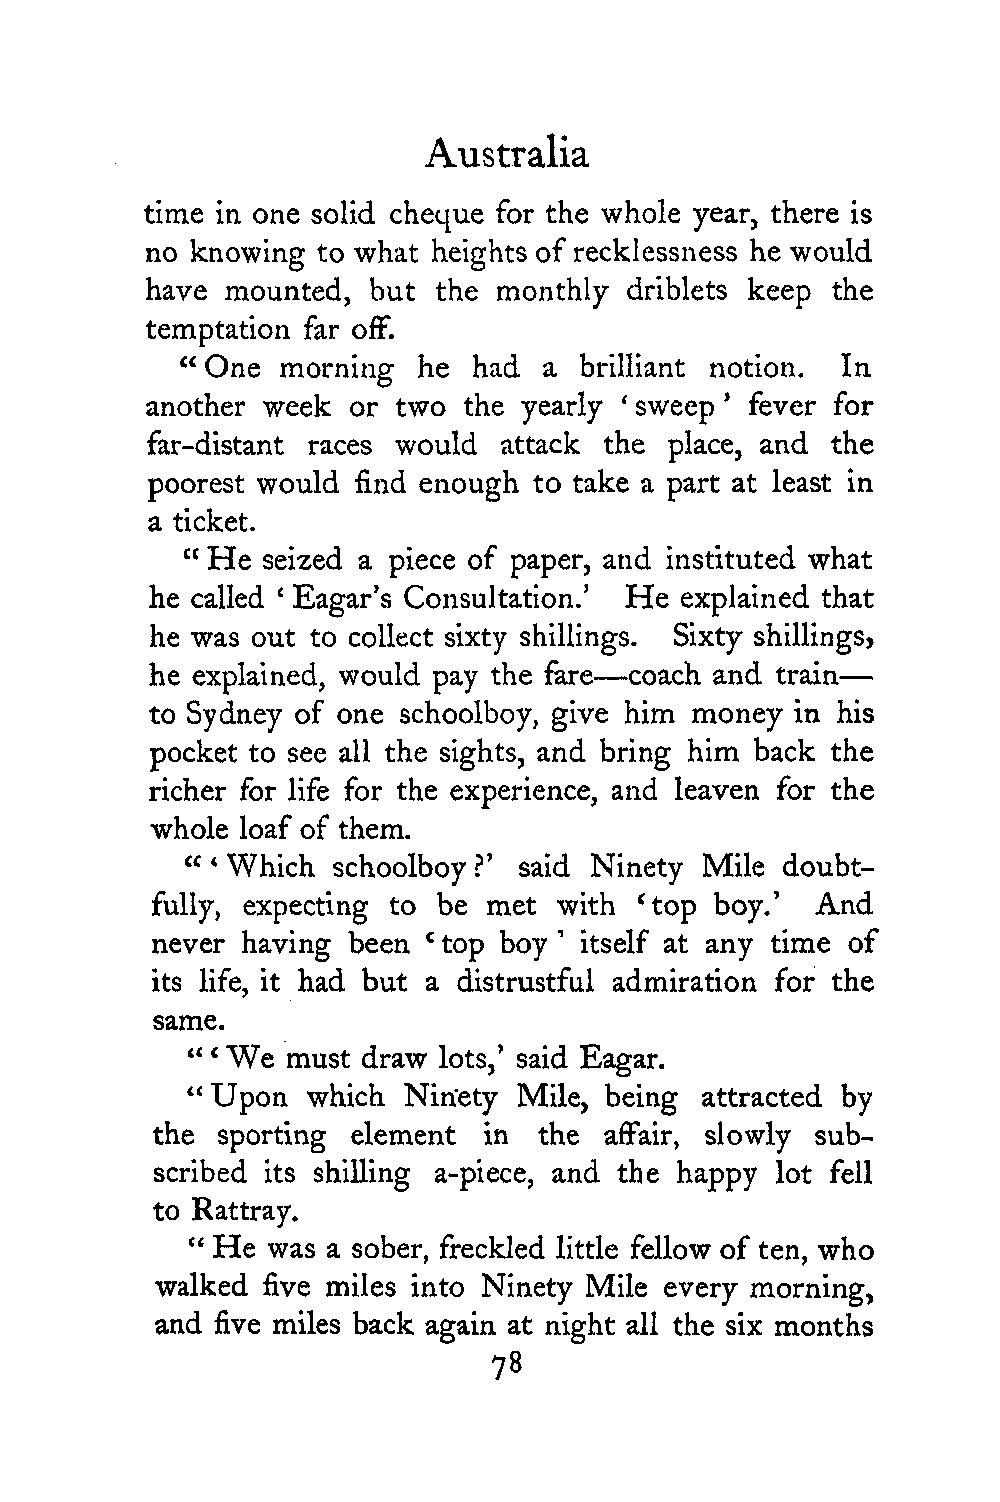 Australia
time in one solid cheque for the whole year, there is
no knowing to what heights of recklessness he would
have mounted, but the monthly driblets keep the
temptation far off.
“ One morning he had a brilliant notion. In
another week or two the yearly ‘ sweep ’ fever for
far-distant races would attack the place, and the
poorest would find enough to take a part at least in
a ticket.
“ He seized a piece of paper, and instituted what
he called ‘ Eagar’s Consultation.’ He explained that
he was out to collect sixty shillings. Sixty shillings,
he explained, would pay the fare—coach and train—
to Sydney of one schoolboy, give him money in his
pocket to see all the sights, and bring him back the
richer for life for the experience, and leaven for the
whole loaf of them.
“ ‘ Which schoolboy ?’ said Ninety Mile doubt-
fully, expecting to be met with ‘ top boy.’ And
never having been ‘ top boy ’ itself at any time of
its life, it had but a distrustful admiration for the
same.
“ ‘ We must draw lots,’ said Eagar.
“ Upon which Ninety Mile, being attracted by
the sporting element in the affair, slowly sub-
scribed its shilling a-piece, and the happy lot fell
to Rattray.
“ He was a sober, freckled little fellow of ten, who
walked five miles into Ninety Mile every morning,
and five miles back again at night all the six months
78